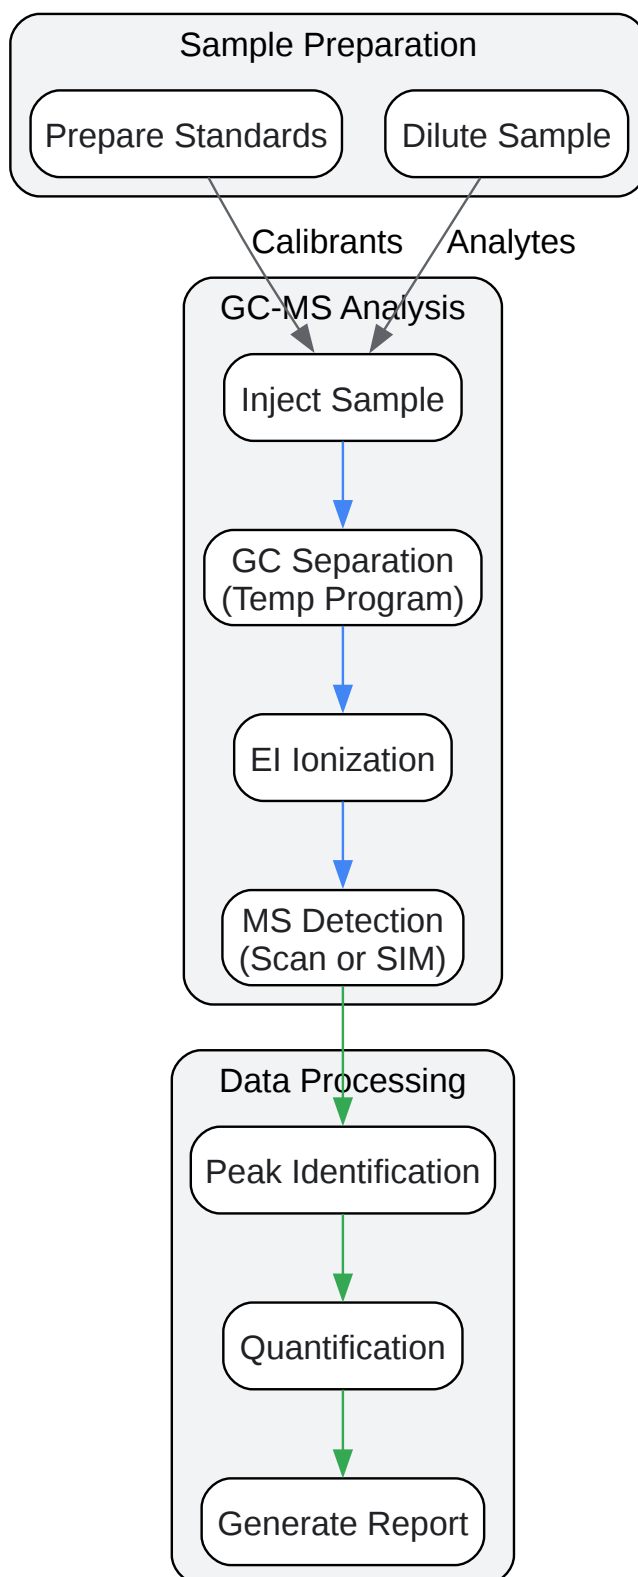 Sample Preparation
Prepare Standards
Dilute Sample
Calibrants
Analytes
GC-MS Analysis
Inject Sample
GC Separation
(Temp Program)
EI Ionization
MS Detection
(Scan or SIM)
Data Processing
Peak Identification
Quantification
Generate Report